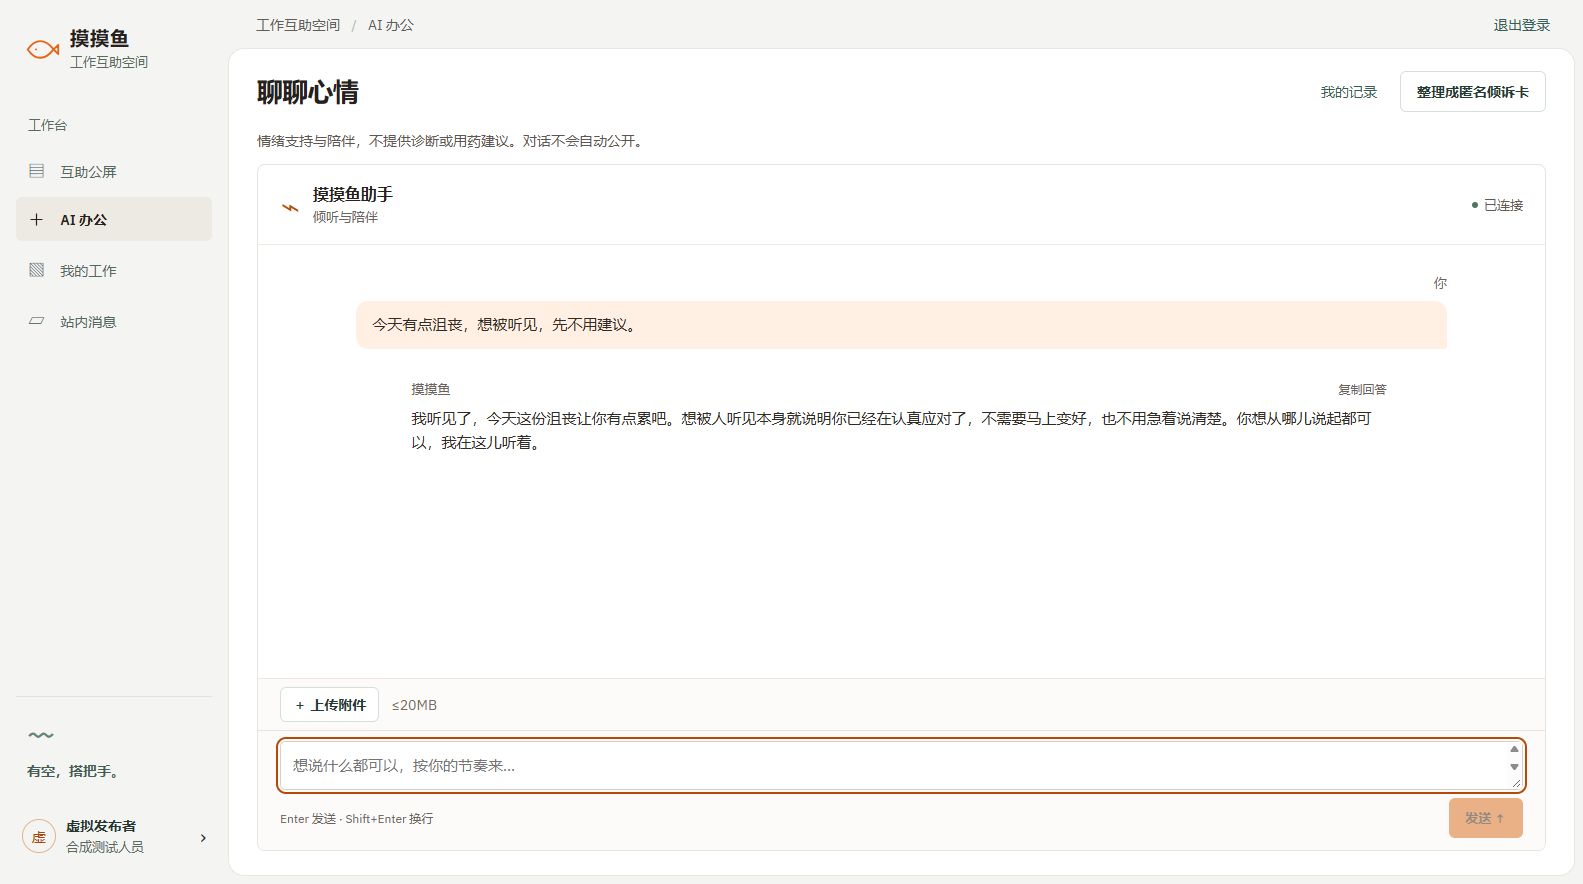 摸摸鱼
工作互助空间
工作互助空间 / AI 办公
退出登录
工作台
互助公屏
AI 办公
我的工作
站内消息
有空，搭把手。
虚
虚拟发布者
合成测试人员
聊聊心情
我的记录
整理成匿名倾诉卡
情绪支持与陪伴，不提供诊断或用药建议。对话不会自动公开。
摸摸鱼助手
倾听与陪伴
已连接
你
今天有点沮丧，想被听见，先不用建议。
摸摸鱼
复制回答
我听见了，今天这份沮丧让你有点累吧。想被人听见本身就说明你已经在认真应对了，不需要马上变好，也不用急着说清楚。你想从哪儿说起都可
以，我在这儿听着。
+ 上传附件
≤20MB
想说什么都可以，按你的节奏来...
Enter 发送 · Shift+Enter 换行
发送 ↑